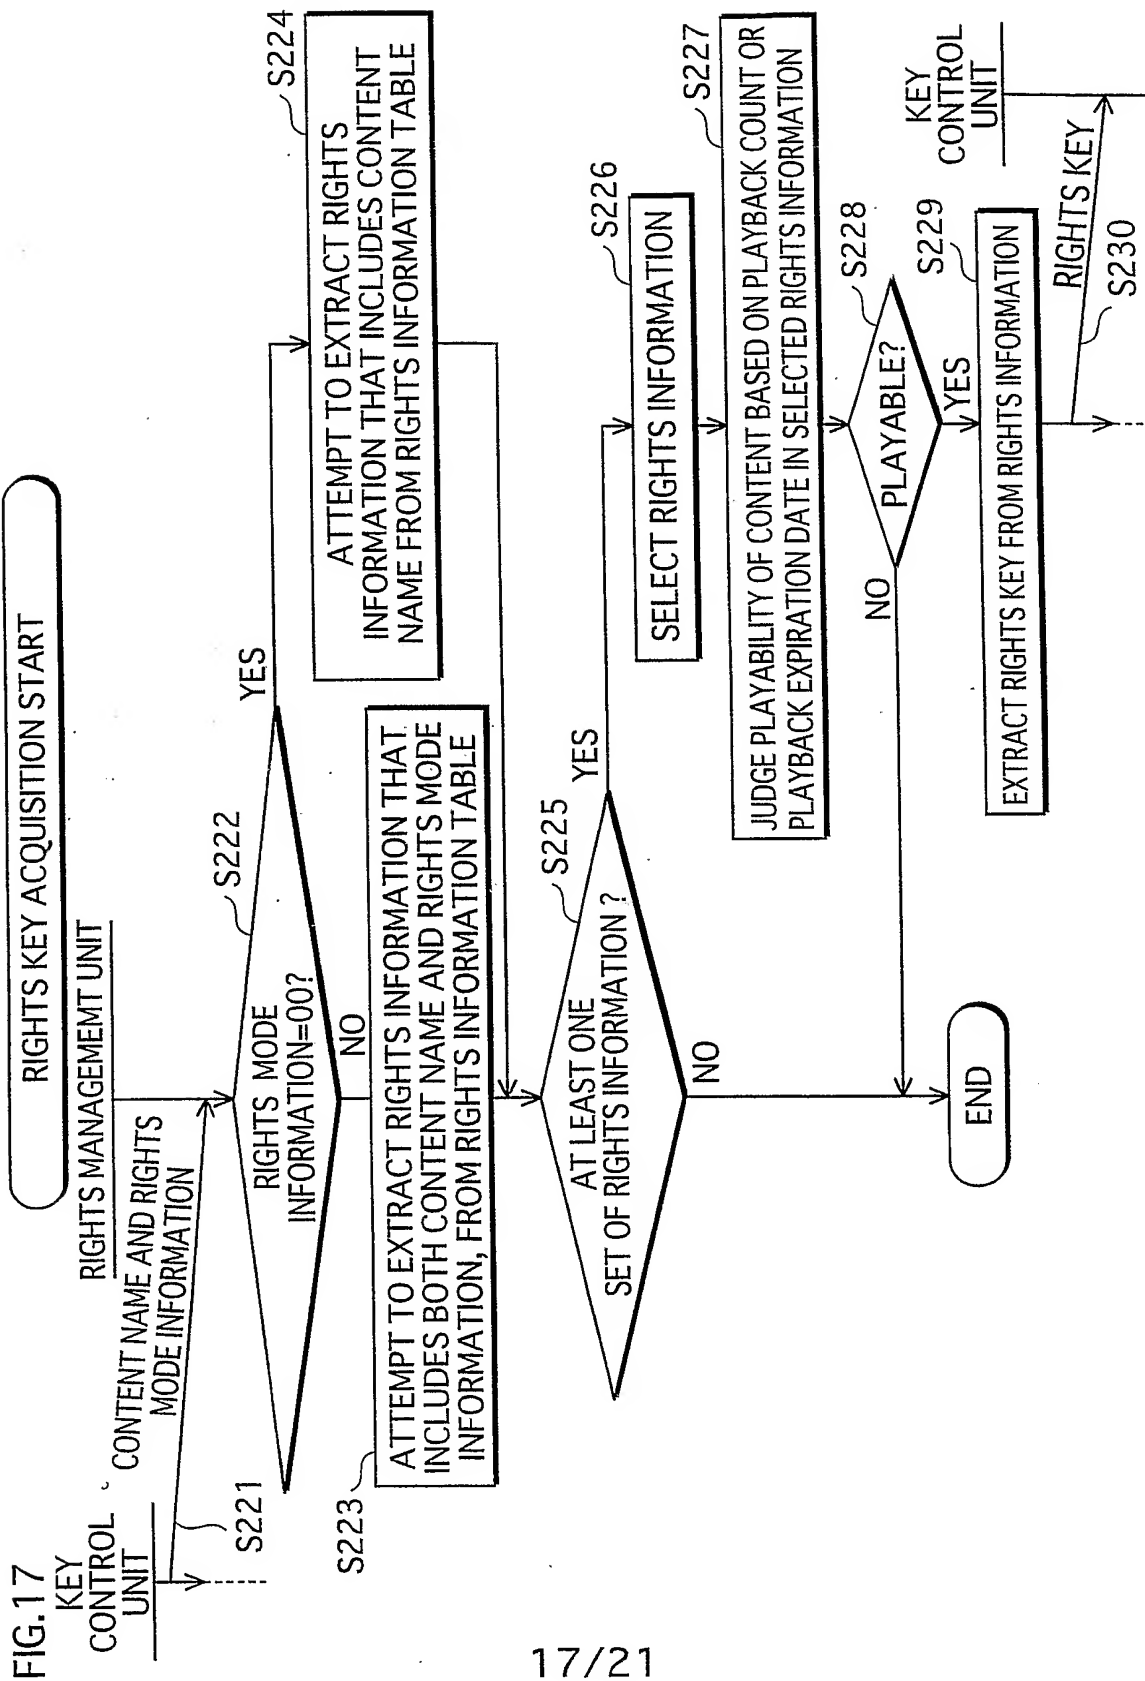 FIG.17
RIGHTS KEY ACQUISITION START
KEY
CONTROL
UNIT
RIGHTS MANAGEMEMT UNIT
CONTENT NAME AND RIGHTS
MODE INFORMATION
S221
S222
RIGHTS MODE
INFORMATION=00?
YES
NO
S224
ATTEMPT TO EXTRACT RIGHTS
INFORMATION THAT INCLUDES CONTENT
NAME FROM RIGHTS INFORMATION TABLE
S223
ATTEMPT TO EXTRACT RIGHTS INFORMATION THAT
INCLUDES BOTH CONTENT NAME AND RIGHTS MODE
INFORMATION, FROM RIGHTS INFORMATION TABLE
S225
AT LEAST ONE
SET OF RIGHTS INFORMATION?
YES
NO
S226
SELECT RIGHTS INFORMATION
S227
JUDGE PLAYABILITY OF CONTENT BASED ON PLAYBACK COUNT OR
PLAYBACK EXPIRATION DATE IN SELECTED RIGHTS INFORMATION
S228
PLAYABLE?
NO
YES
S229
EXTRACT RIGHTS KEY FROM RIGHTS INFORMATION
KEY
CONTROL
UNIT
RIGHTS KEY
S230
END
17/21